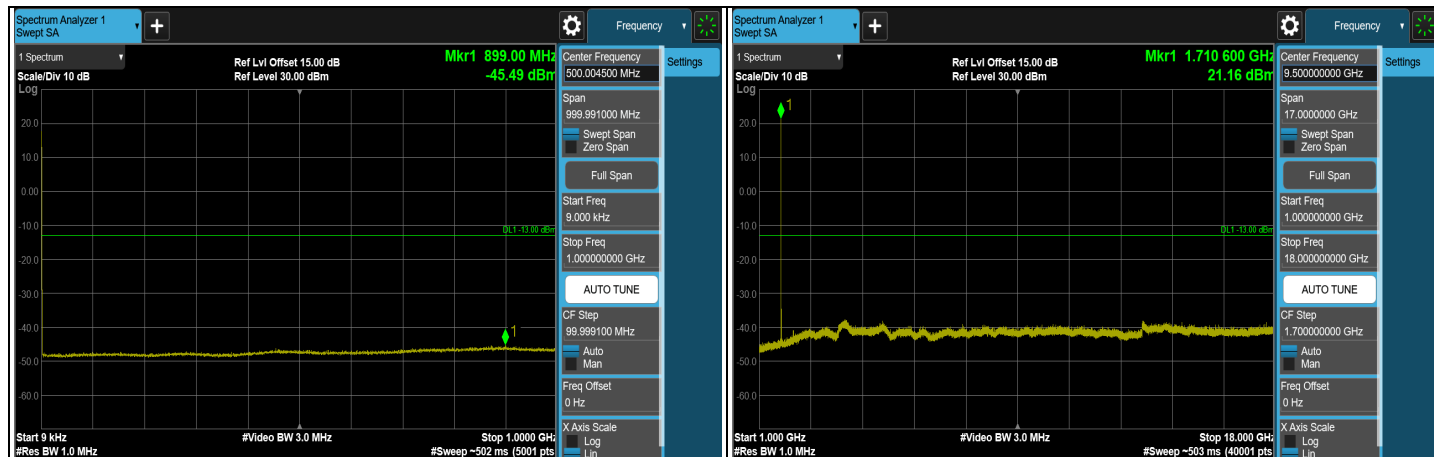 Spectrum Analyzer 1
Swept SA
+
Frequency
1 Spectrum
Scale/Div 10 dB
Log
Ref Lvl Offset 15.00 dB
Ref Level 30.00 dBm
Mkr1 899.00 MHz
-45.49 dBm
1
20.0
10.0
0.00
-10.0
-20.0
-30.0
-40.0
-50.0
-60.0
DL1 -13.00 dBm
Start 9 kHz
#Res BW 1.0 MHz
#Video BW 3.0 MHz
Stop 1.0000 GHz
#Sweep ~502 ms (5001 pts
Center Frequency
500.004500 MHz
Settings
Span
999.991000 MHz
Swept Span
Zero Span
Full Span
Start Freq
9.000 kHz
Stop Freq
1.000000000 GHz
AUTO TUNE
CF Step
99.999100 MHz
Auto
Man
Freq Offset
0 Hz
X Axis Scale
Log
Lin
Spectrum Analyzer 1
Swept SA
+
Frequency
1 Spectrum
Scale/Div 10 dB
Log
Ref Lvl Offset 15.00 dB
Ref Level 30.00 dBm
Mkr1 1.710 600 GHz
21.16 dBm
1
20.0
10.0
0.00
-10.0
-20.0
-30.0
-40.0
-50.0
-60.0
DL1 -13.00 dBm
Start 1.000 GHz
#Res BW 1.0 MHz
#Video BW 3.0 MHz
Stop 18.000 GHz
#Sweep ~503 ms (40001 pts
Center Frequency
9.500000000 GHz
Settings
Span
17.0000000 GHz
Swept Span
Zero Span
Full Span
Start Freq
1.000000000 GHz
Stop Freq
18.000000000 GHz
AUTO TUNE
CF Step
1.700000000 GHz
Auto
Man
Freq Offset
0 Hz
X Axis Scale
Log
Lin